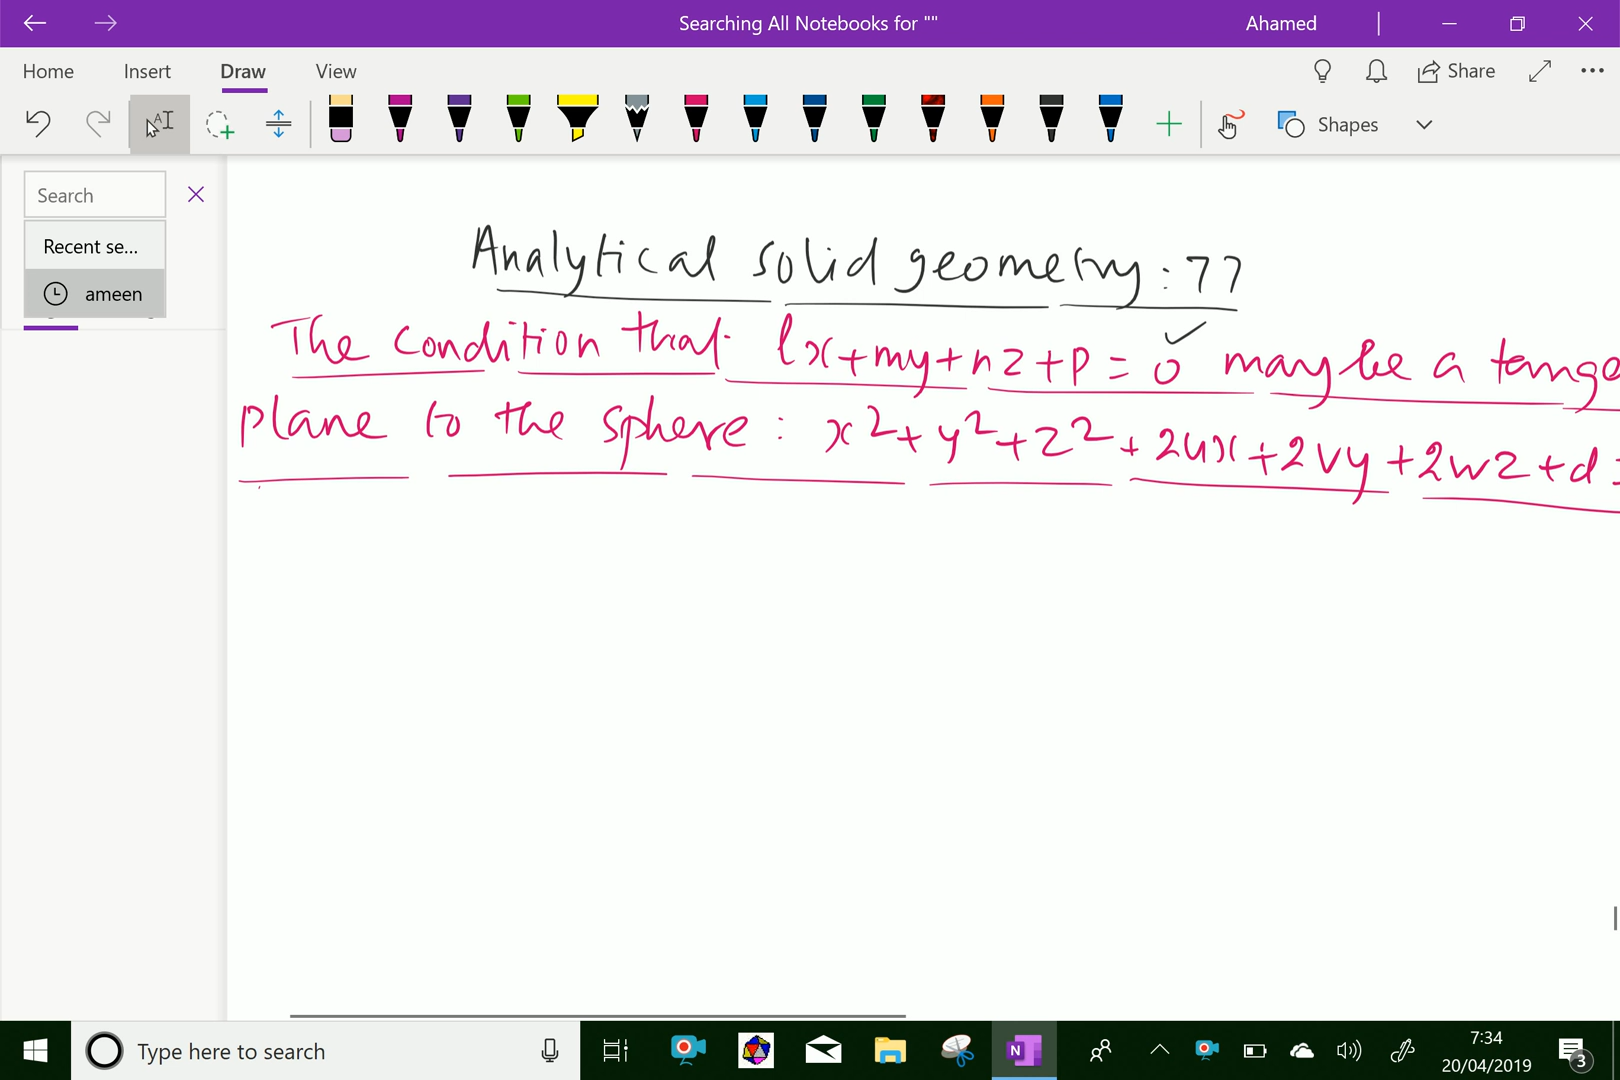 Searching All Notebooks for ""
Ahamed
Home Insert Draw View
Share
Shapes
Search
Recent se...
ameen
Analytical solid geometry: 77
The condition that lx+my+nz+p=0 may be a tange
plane to the sphere: x²+y²+z²+2ux+2vy+2wz+d=
Type here to search
7:34
20/04/2019
3